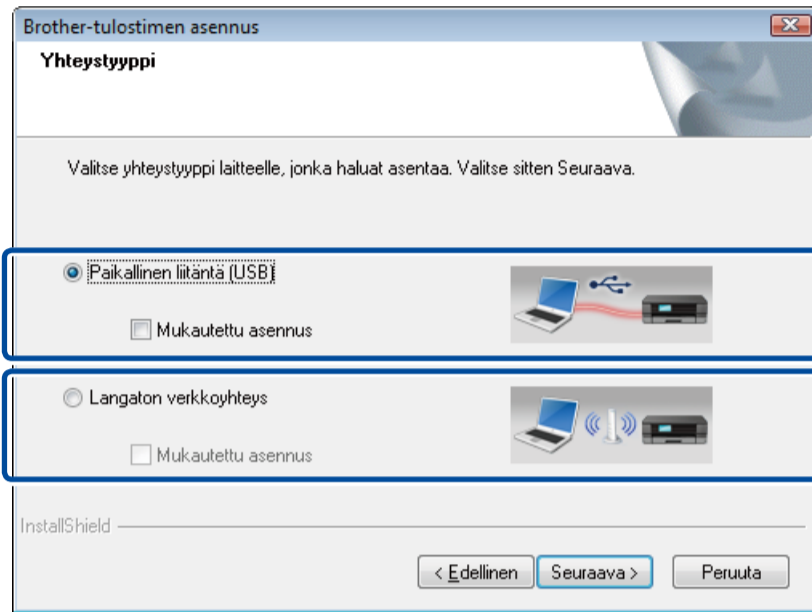 Brother-tulostimen asennus
Yhteystyyppi
Valitse yhteystyyppi laitteelle, jonka haluat asentaa. Valitse sitten Seuraava.
Paikallinen liitäntä (USB)
Mukautettu asennus
Langaton verkkoyhteys
Mukautettu asennus
InstallShield
< Edellinen Seuraava > Peruuta